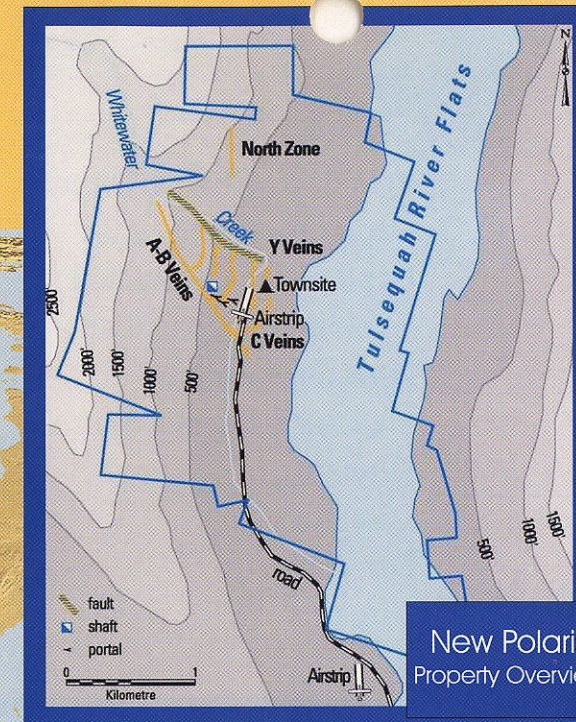 N
Whitewater
North Zone
Tulsequah River Flats
Creek
A-B Veins
Y Veins
Townsite
Airstrip
C Veins
2500'
2000'
1500'
1000'
500'
500'
1000'
1500'
road
fault
shaft
portal
0 1
Kilometre
Airstrip
New Polari
Property Overvie